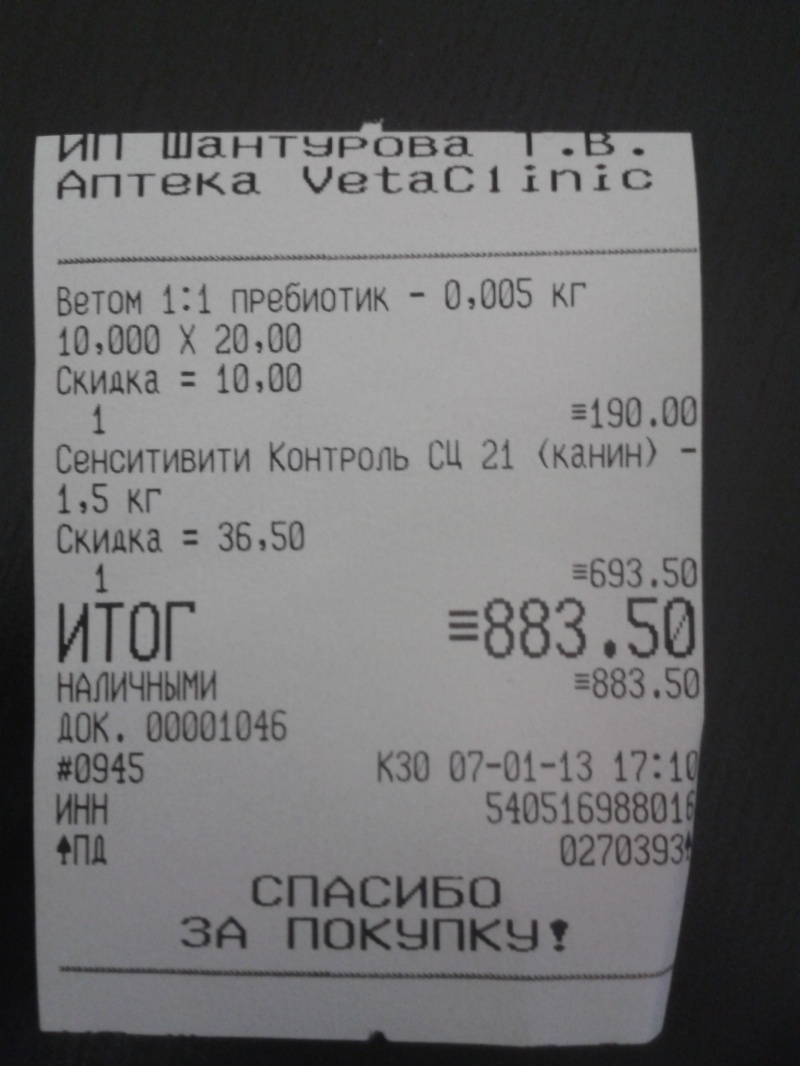 ИП Шантурова Т.В.
Аптека VetaClinic
Ветом 1:1 пребиотик - 0,005 кг
10,000 X 20,00
Скидка = 10,00
1 ≡190.00
Сенситивити Контроль СЦ 21 (канин) -
1,5 кг
Скидка = 36,50
1 ≡693.50
ИТОГ ≡883.50
НАЛИЧНЫМИ ≡883.50
ДОК. 00001046
#0945 К30 07-01-13 17:10
ИНН 540516988016
ПД 0270393
СПАСИБО
ЗА ПОКУПКУ!